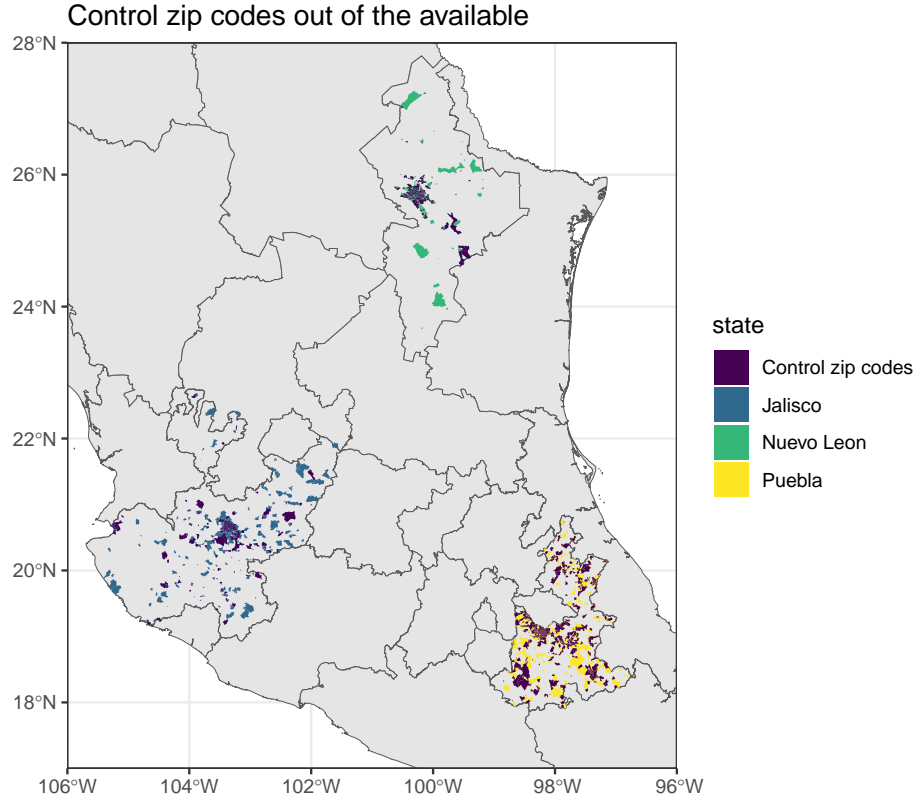 Control zip codes out of the available
28°N
26°N
24°N
22°N
20°N
18°N
106°W
104°W
102°W
100°W
98°W
96°W
state
Control zip codes
Jalisco
Nuevo Leon
Puebla